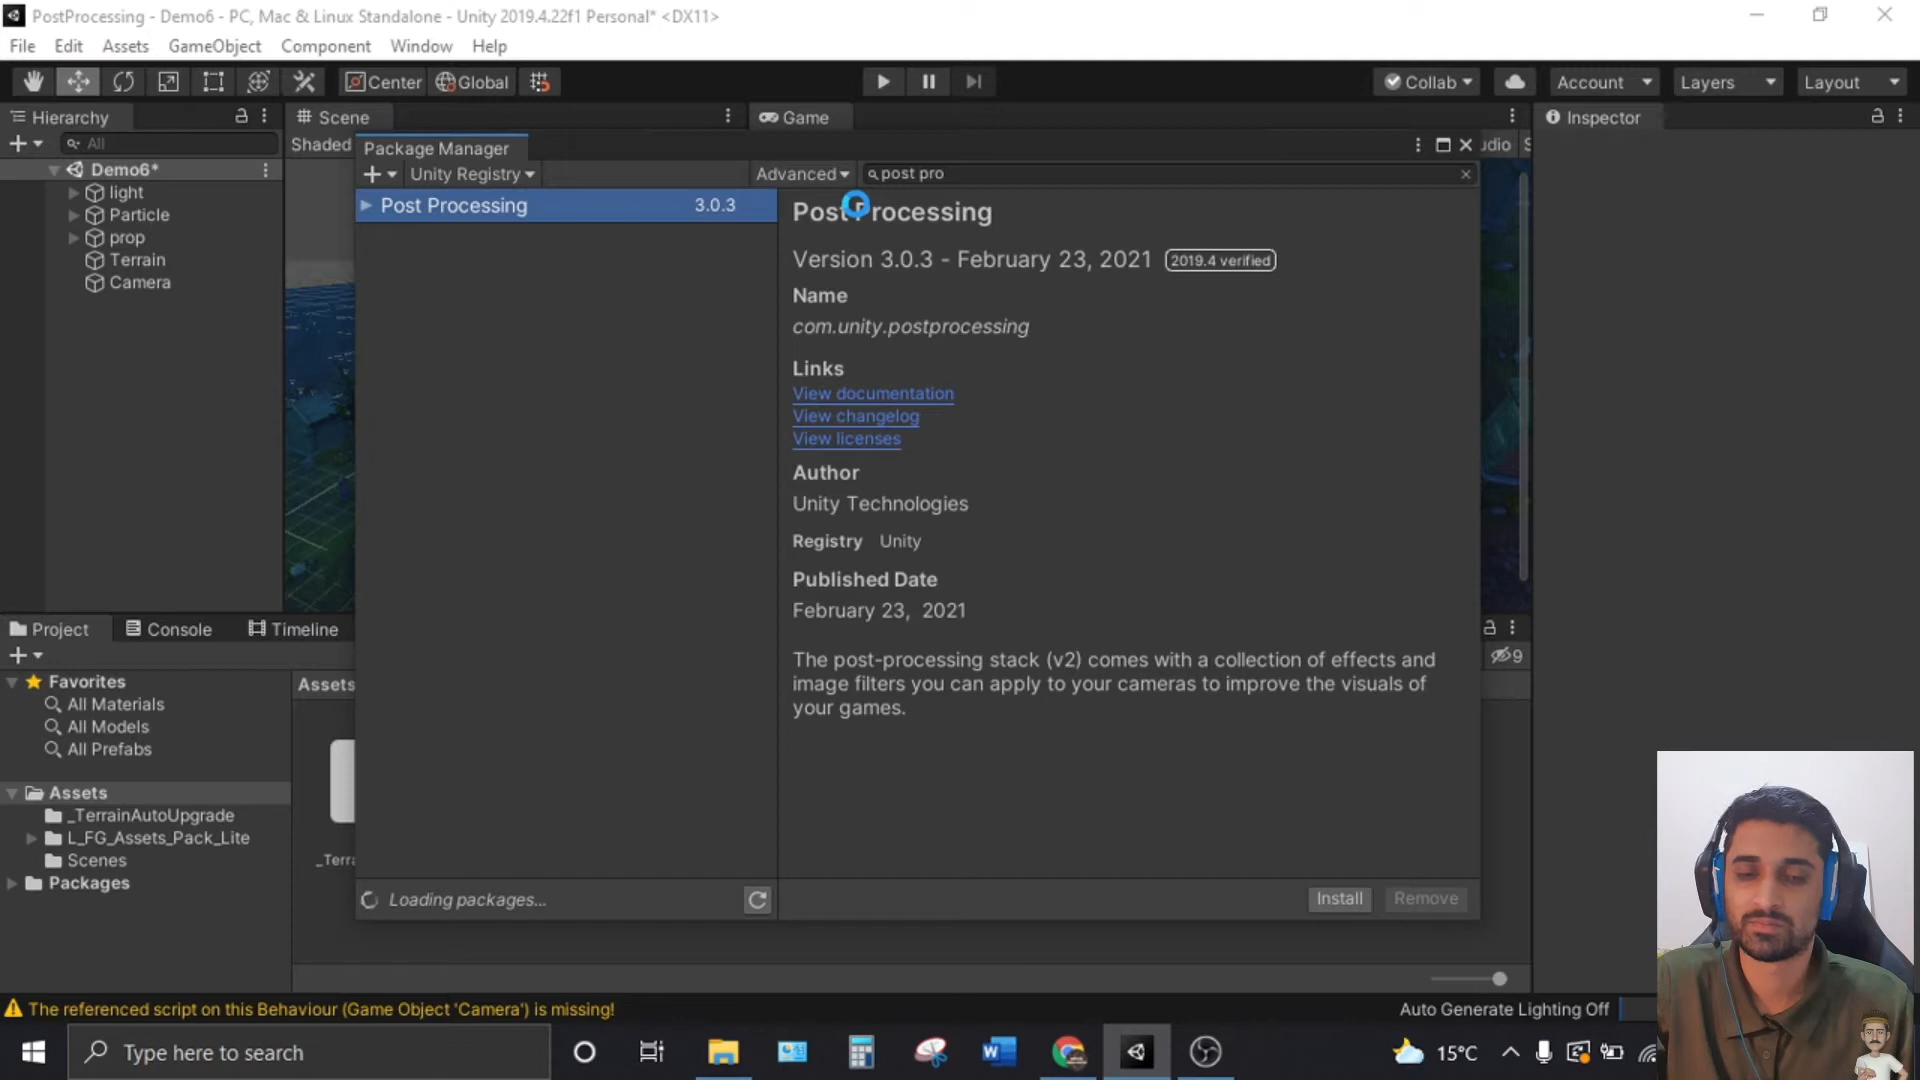 PostProcessing - Demo6 - PC, Mac & Linux Standalone - Unity 2019.4.22f1 Personal* <DX11>
File Edit Assets GameObject Component Window Help
Center Global Collab Account Layers Layout
Hierarchy Scene Game Inspector
All Shaded
Demo6*
light
Particle
prop
Terrain
Camera
Package Manager
Unity Registry Advanced post pro
Post Processing 3.0.3
Post Processing
Version 3.0.3 - February 23, 2021 2019.4 verified
Name
com.unity.postprocessing
Links
View documentation
View changelog
View licenses
Author
Unity Technologies
Registry Unity
Published Date
February 23, 2021
The post-processing stack (v2) comes with a collection of effects and
image filters you can apply to your cameras to improve the visuals of
your games.
Loading packages... Install Remove
Project Console Timeline
9
Favorites
All Materials
All Models
All Prefabs
Assets
_TerrainAutoUpgrade
L_FG_Assets_Pack_Lite
Scenes
Packages
Assets
_Terra
The referenced script on this Behaviour (Game Object 'Camera') is missing! Auto Generate Lighting Off
Type here to search 15°C